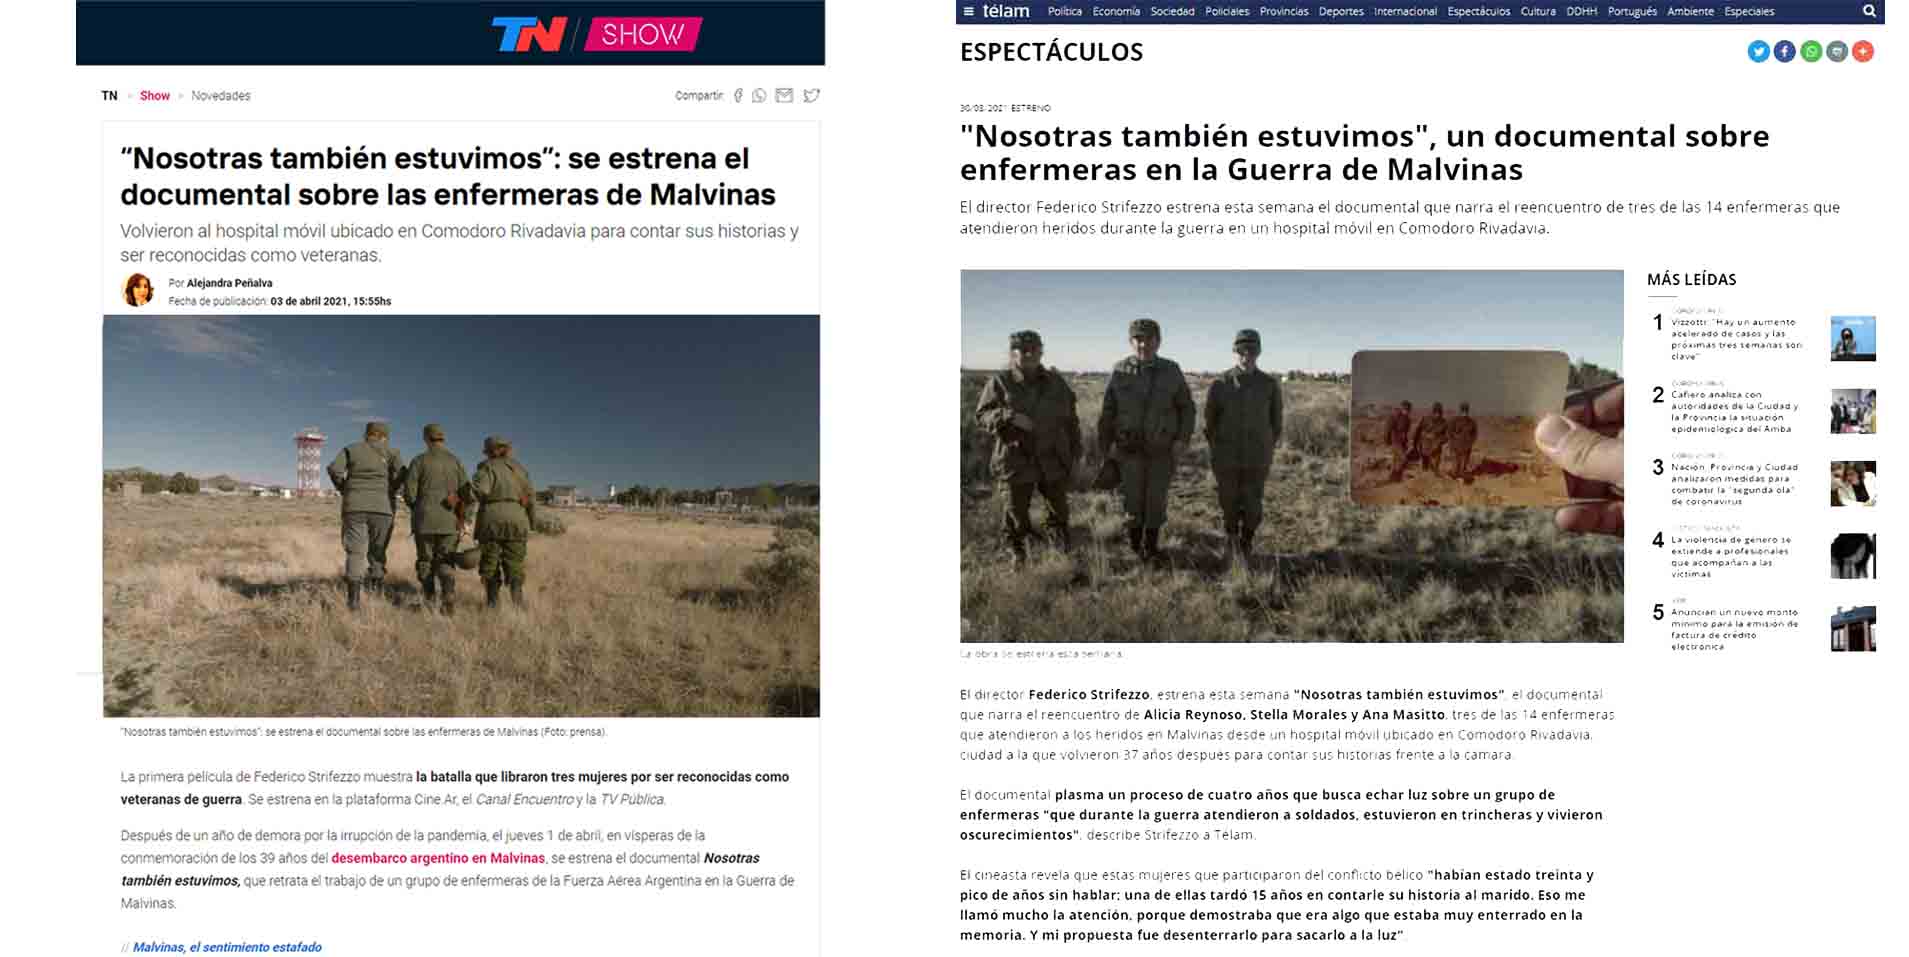 TN / SHOW
TN Show Novedades
Compartir
“Nosotras también estuvimos”: se estrena el
documental sobre las enfermeras de Malvinas
Volvieron al hospital móvil ubicado en Comodoro Rivadavia para contar sus historias y
ser reconocidas como veteranas.
Por Alejandra Peñalva
Fecha de publicación: 03 de abril 2021, 15:55hs
"Nosotras también estuvimos": se estrena el documental sobre las enfermeras de Malvinas (Foto: prensa).
La primera película de Federico Strifezzo muestra la batalla que libraron tres mujeres por ser reconocidas como
veteranas de guerra. Se estrena en la plataforma Cine.Ar, el Canal Encuentro y la TV Pública.
Después de un año de demora por la irrupción de la pandemia, el jueves 1 de abril, en vísperas de la
conmemoración de los 39 años del desembarco argentino en Malvinas, se estrena el documental Nosotras
también estuvimos, que retrata el trabajo de un grupo de enfermeras de la Fuerza Aérea Argentina en la Guerra de
Malvinas.
// Malvinas, el sentimiento estafado
télam Política Economía Sociedad Policiales Provincias Deportes Internacional Espectáculos Cultura DDHH Portugués Ambiente Especiales
ESPECTÁCULOS
30/03/2021 ESTRENO
"Nosotras también estuvimos", un documental sobre
enfermeras en la Guerra de Malvinas
El director Federico Strifezzo estrena esta semana el documental que narra el reencuentro de tres de las 14 enfermeras que
atendieron heridos durante la guerra en un hospital móvil en Comodoro Rivadavia.
La obra se estrena esta semana.
El director Federico Strifezzo, estrena esta semana "Nosotras también estuvimos", el documental
que narra el reencuentro de Alicia Reynoso, Stella Morales y Ana Masitto, tres de las 14 enfermeras
que atendieron a los heridos en Malvinas desde un hospital móvil ubicado en Comodoro Rivadavia,
ciudad a la que volvieron 37 años después para contar sus historias frente a la cámara.
El documental plasma un proceso de cuatro años que busca echar luz sobre un grupo de
enfermeras "que durante la guerra atendieron a soldados, estuvieron en trincheras y vivieron
oscurecimientos", describe Strifezzo a Télam.
El cineasta revela que estas mujeres que participaron del conflicto bélico "habían estado treinta y
pico de años sin hablar; una de ellas tardó 15 años en contarle su historia al marido. Eso me
llamó mucho la atención, porque demostraba que era algo que estaba muy enterrado en la
memoria. Y mi propuesta fue desenterrarlo para sacarlo a la luz".
MÁS LEÍDAS
1
Vizzotti: "Hay un aumento
acelerado de casos y las
próximas tres semanas son
clave"
2
Cafiero analiza con
autoridades de la Ciudad y
la Provincia la situación
epidemiológica del Amba
3
Nación, Provincia y Ciudad
analizaron medidas para
combatir la "segunda ola"
de coronavirus
4
La violencia de género se
extiende a profesionales
que acompañan a las
víctimas
5
Anuncian un nuevo monto
mínimo para la emisión de
factura de crédito
electrónica